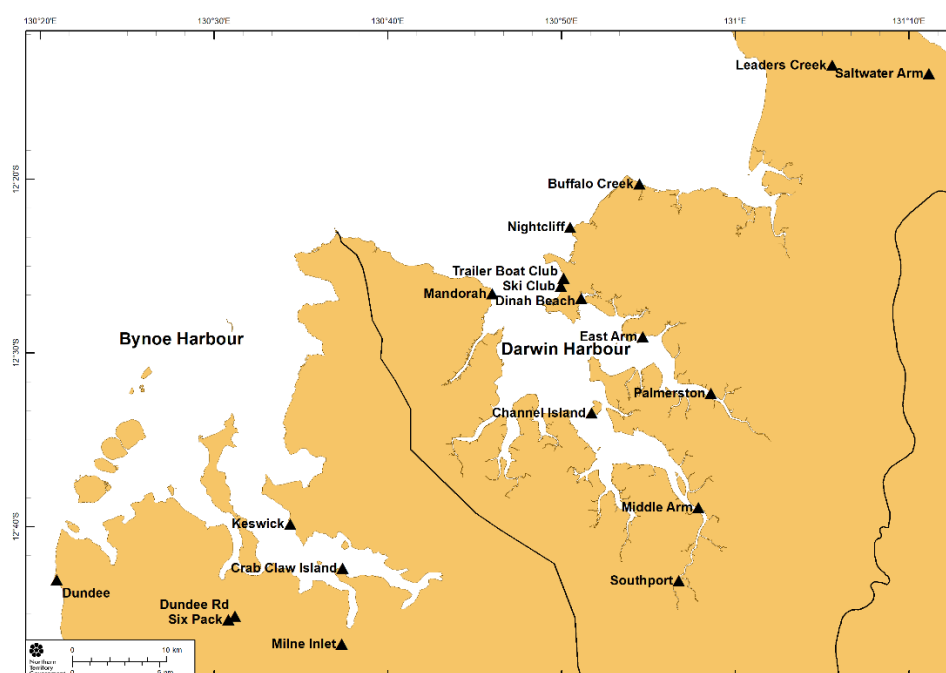 130°20'E
130°30'E
130°40'E
130°50'E
131°E
131°10'E
Leaders Creek
Saltwater Arm
12°20'S
Buffalo Creek
Nightcliff
Trailer Boat Club
Ski Club
Mandorah
Dinah Beach
East Arm
Bynoe Harbour
Darwin Harbour
12°30'S
Palmerston
Channel Island
Middle Arm
Keswick
12°40'S
Crab Claw Island
Southport
Dundee
Dundee Rd
Six Pack
Milne Inlet
0 10 km
Northern
Territory